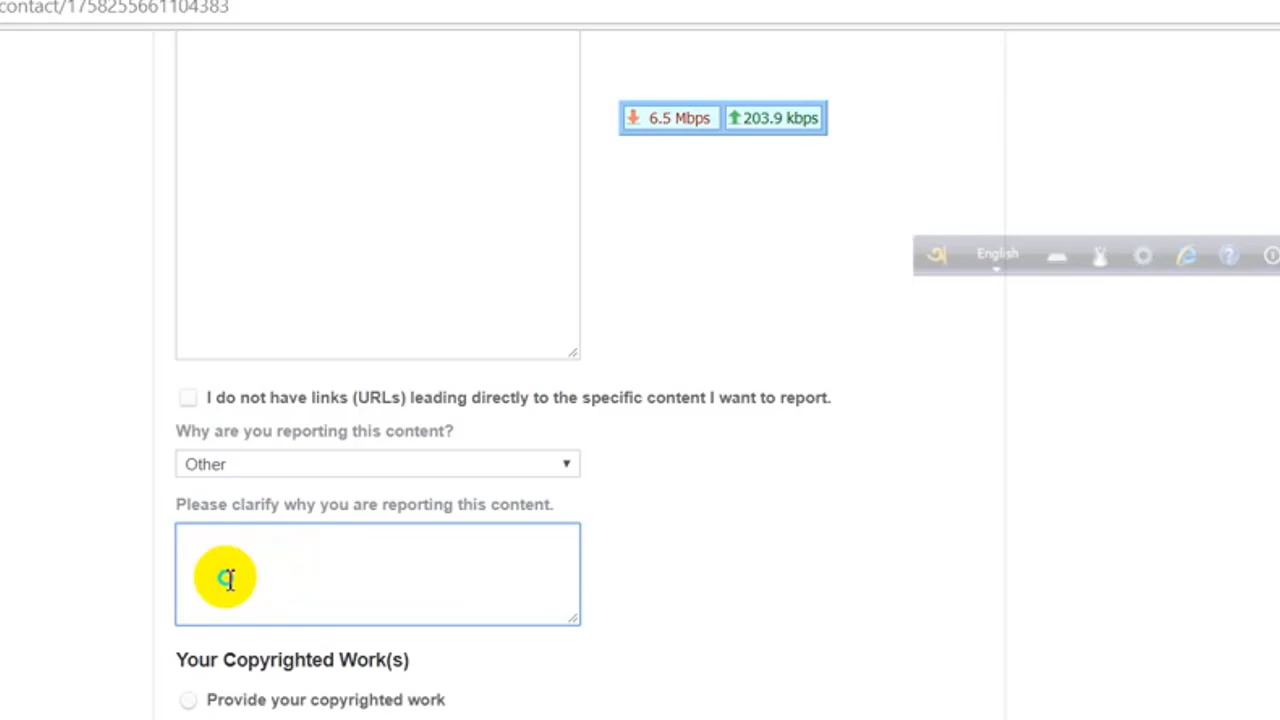 contact/1758255661104383
6.5 Mbps 203.9 kbps
অ English
I do not have links (URLs) leading directly to the specific content I want to report.
Why are you reporting this content?
Other
Please clarify why you are reporting this content.
Your Copyrighted Work(s)
Provide your copyrighted work